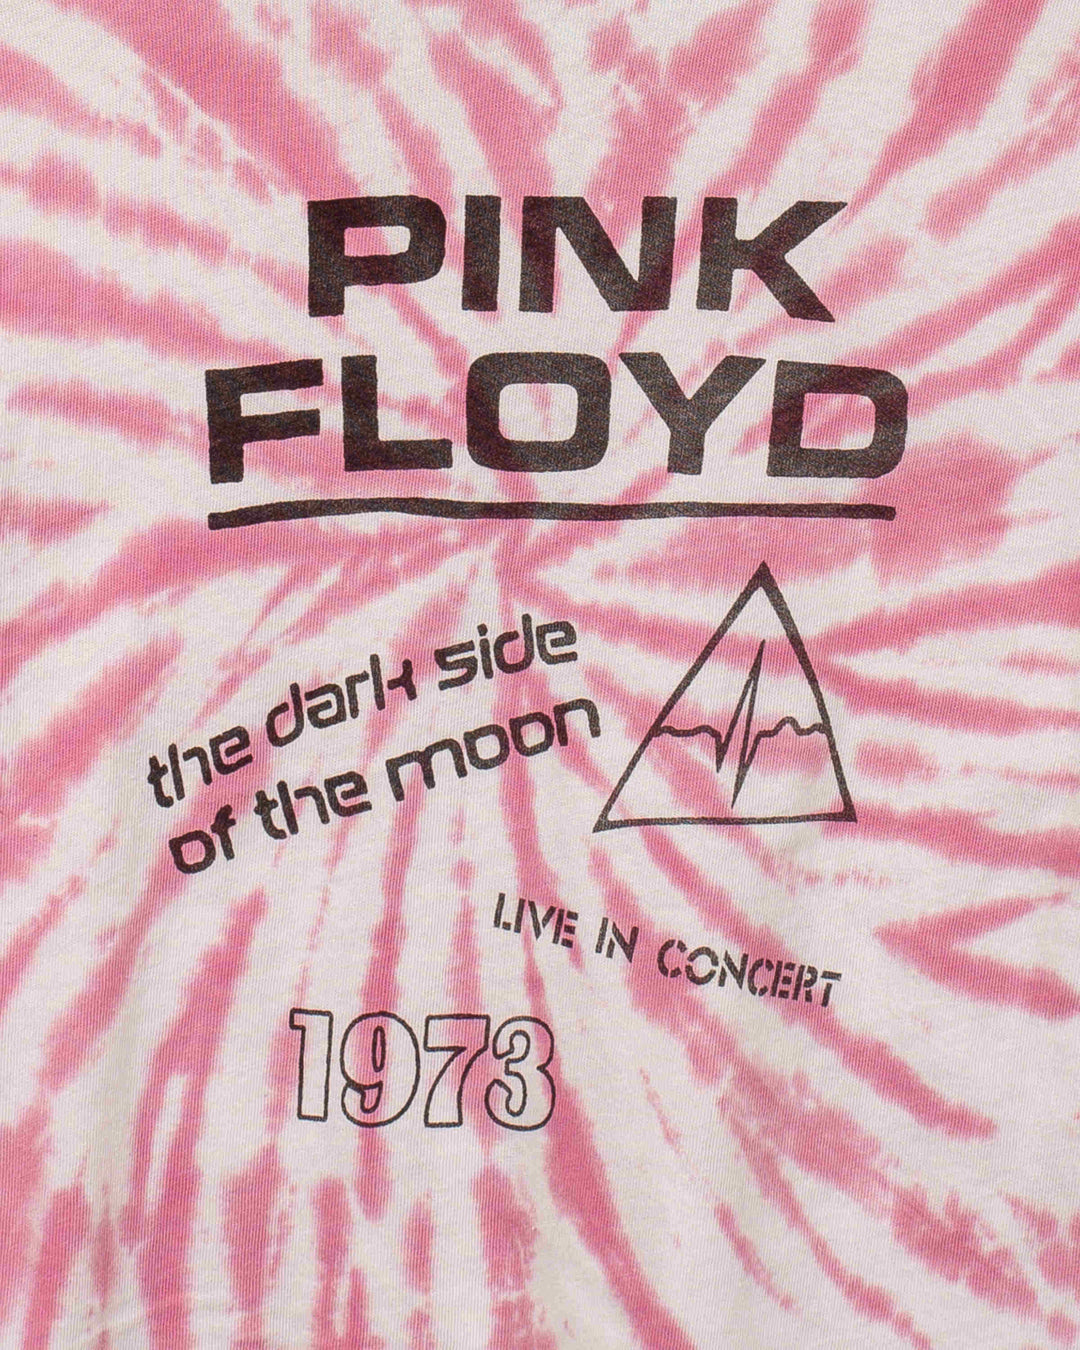 PINK
FLOYD
the dark side
of the moon
LIVE IN CONCERT
1973